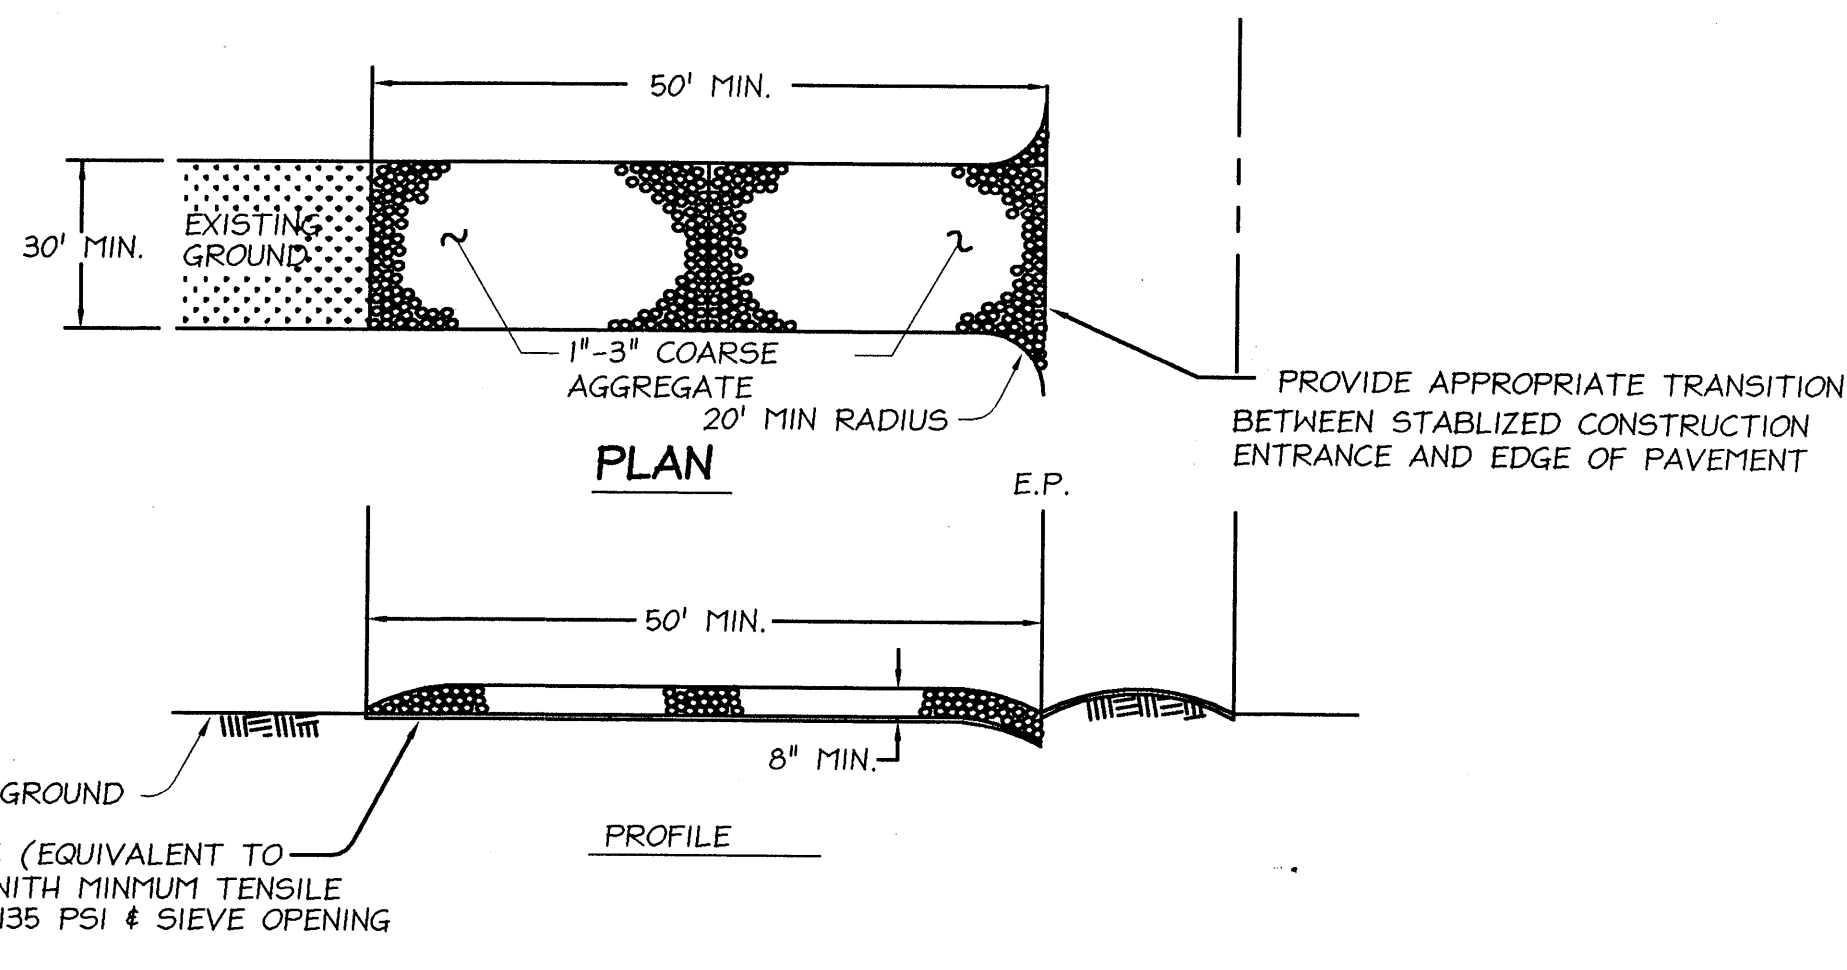 50' MIN.
30' MIN.
EXISTING
GROUND
1"-3" COARSE
AGGREGATE
20' MIN RADIUS
PROVIDE APPROPRIATE TRANSITION
BETWEEN STABLIZED CONSTRUCTION
ENTRANCE AND EDGE OF PAVEMENT
PLAN
E.P.
50' MIN.
8" MIN.
GROUND
PROFILE
(EQUIVALENT TO
WITH MINMUM TENSILE
135 PSI & SIEVE OPENING